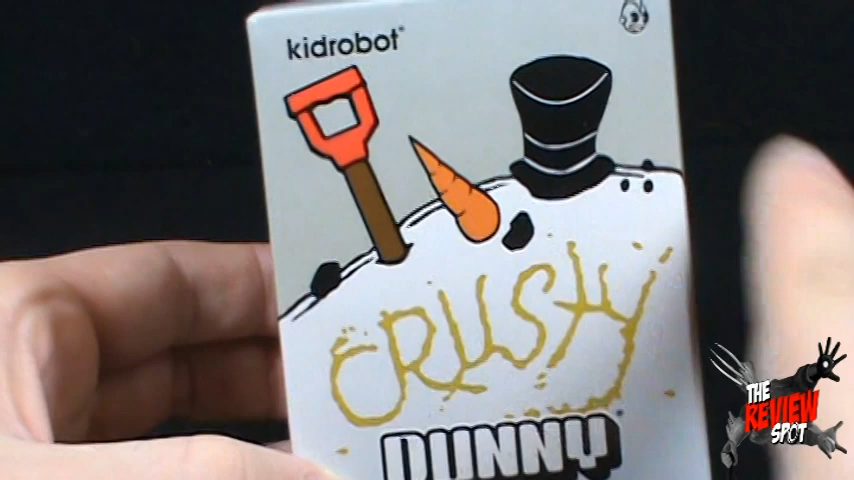 kidrobot®
CRUSTY
DUNNY®
THE
REVIEW
SPOT